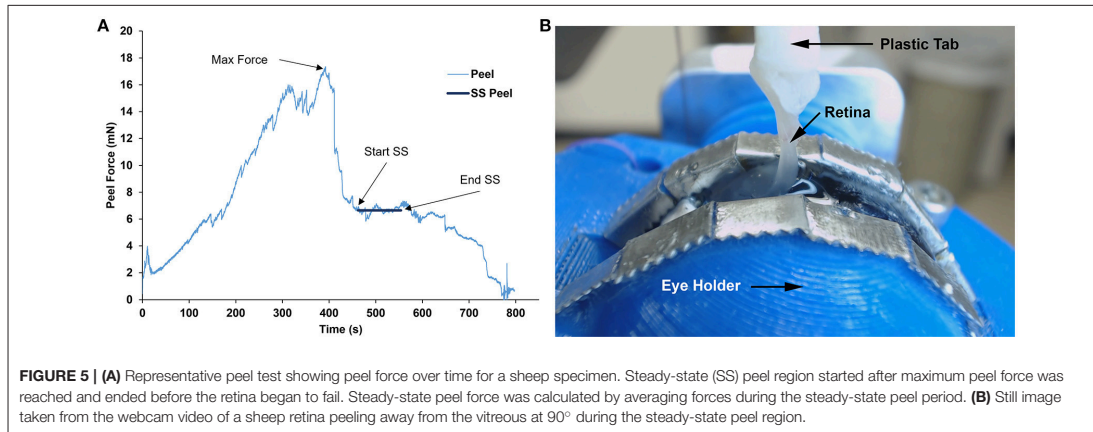 A
20
18
16
14
12
10
8
6
4
2
0
Peel Force (mN)
Max Force
Peel
SS Peel
Start SS
End SS
0 100 200 300 400 500 600 700 800
Time (s)
B
Plastic Tab
Retina
Eye Holder
FIGURE 5 | (A) Representative peel test showing peel force over time for a sheep specimen. Steady-state (SS) peel region started after maximum peel force was
reached and ended before the retina began to fail. Steady-state peel force was calculated by averaging forces during the steady-state peel period. (B) Still image
taken from the webcam video of a sheep retina peeling away from the vitreous at 90° during the steady-state peel region.